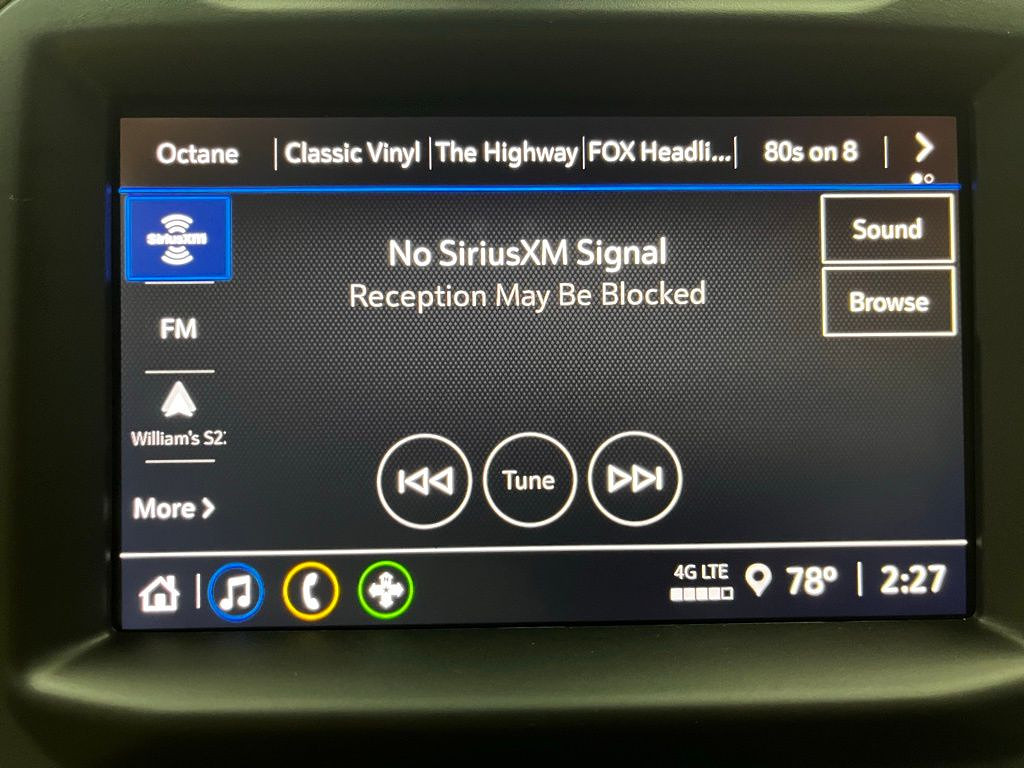 Octane Classic Vinyl The Highway FOX Headli... 80s on 8
SiriusXM
No SiriusXM Signal
Reception May Be Blocked
Sound
Browse
FM
William's S2
More
Tune
4G LTE 78° 2:27